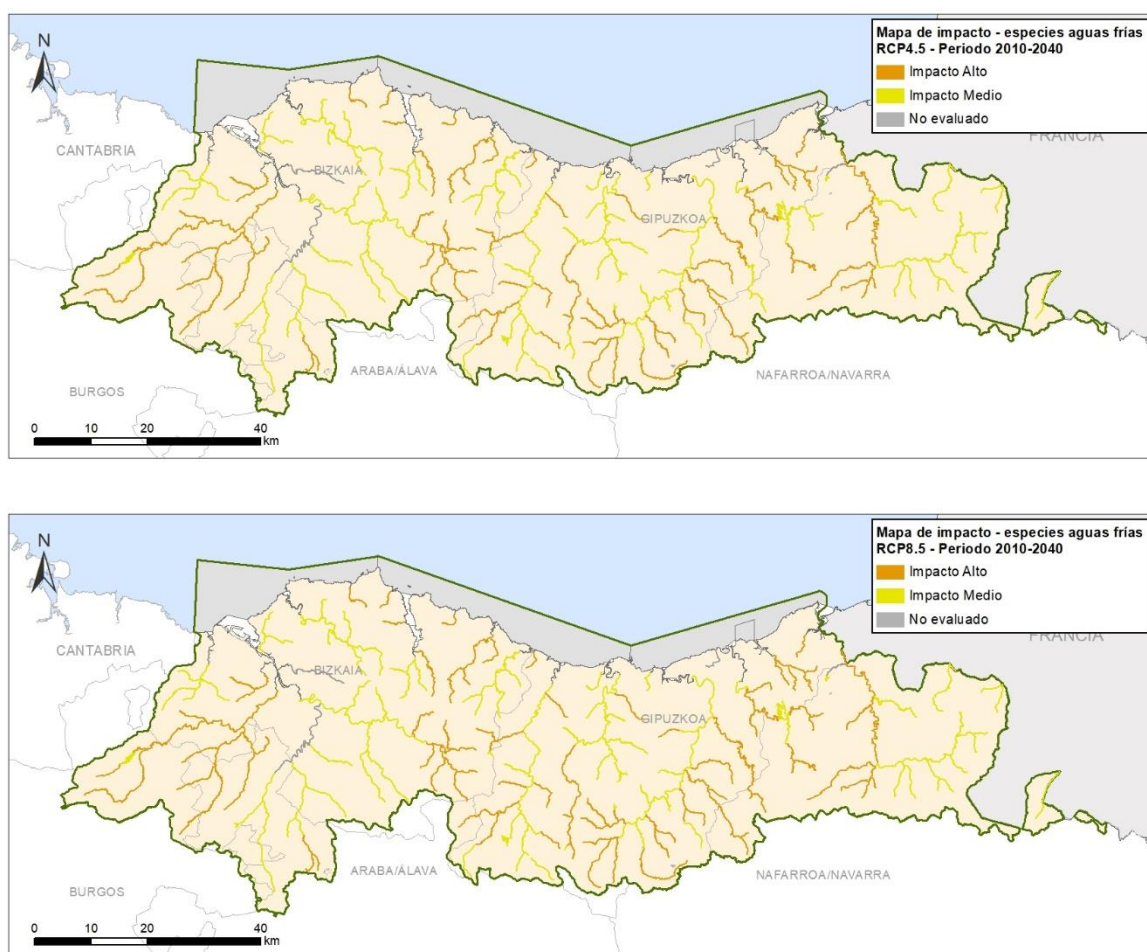 Mapa de impacto - especies aguas frías
RCP4.5 - Periodo 2010-2040
Impacto Alto
Impacto Medio
No evaluado
N
FRANCIA
CANTABRIA
BIZKAIA
GIPUZKOA
ARABA/ÁLAVA
NAFARROA/NAVARRA
BURGOS
0 10 20 40
km
Mapa de impacto - especies aguas frías
RCP8.5 - Periodo 2010-2040
Impacto Alto
Impacto Medio
No evaluado
N
FRANCIA
CANTABRIA
BIZKAIA
GIPUZKOA
ARABA/ÁLAVA
NAFARROA/NAVARRA
BURGOS
0 10 20 40
km